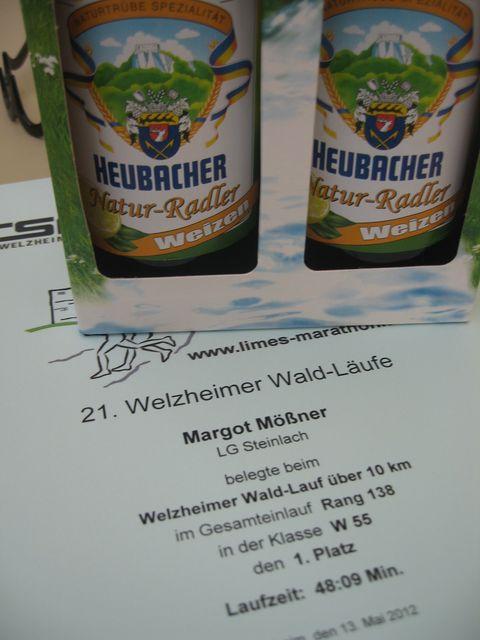 NATURTRÜBE SPEZIALITÄT
HEUBACHER
Natur-Radler
Weizen
NATURTRÜBE SPEZIALITÄT
HEUBACHER
Natur-Radler
Weizen
WELZHEIM
www.limes-marathon
21. Welzheimer Wald-Läufe
Margot Mößner
LG Steinlach
belegte beim
Welzheimer Wald-Lauf über 10 km
im Gesamteinlauf Rang 138
in der Klasse W 55
den 1. Platz
Laufzeit: 48:09 Min.
den 13. Mai 2012